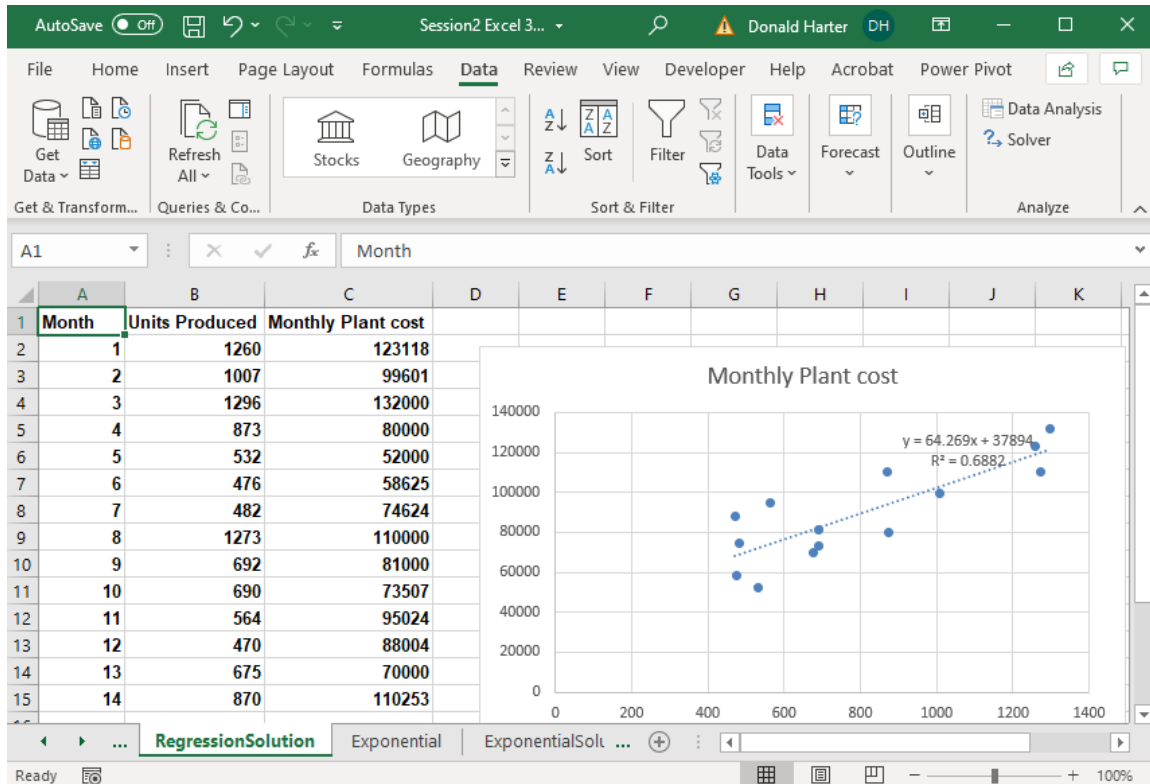 AutoSave Off Session2 Excel 3... Donald Harter DH
File Home Insert Page Layout Formulas Data Review View Developer Help Acrobat Power Pivot
Get Data
Refresh All
Stocks Geography
Sort
Filter
Data Tools
Forecast
Outline
Data Analysis
Solver
Get & Transform... Queries & Co... Data Types Sort & Filter Analyze
A1 fx Month
A B C D E F G H I J K
1 Month Units Produced Monthly Plant cost
2 1 1260 123118
3 2 1007 99601
4 3 1296 132000
5 4 873 80000
6 5 532 52000
7 6 476 58625
8 7 482 74624
9 8 1273 110000
10 9 692 81000
11 10 690 73507
12 11 564 95024
13 12 470 88004
14 13 675 70000
15 14 870 110253
Monthly Plant cost
y = 64.269x + 37894
R² = 0.6882
140000
120000
100000
80000
60000
40000
20000
0
0 200 400 600 800 1000 1200 1400
... RegressionSolution Exponential ExponentialSolu ...
Ready 100%